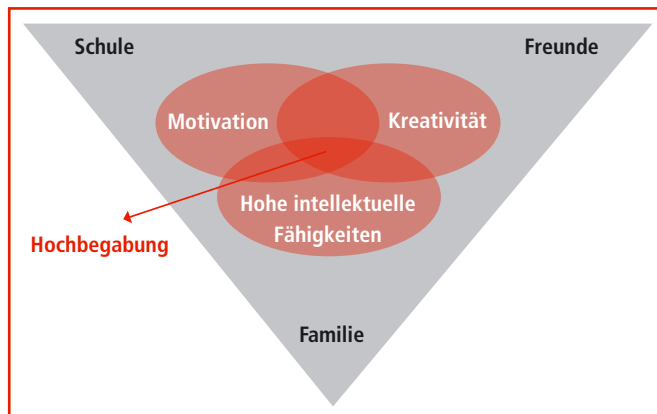 Schule
Freunde
Motivation
Kreativität
Hohe intellektuelle
Fähigkeiten
Hochbegabung
Familie